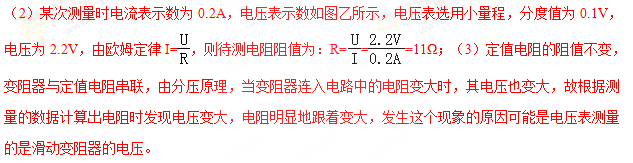 （2）某次测量时电流表示数为 0.2A，电压表示数如图乙所示，电压表选用小量程，分度值为 0.1V，
电压为 2.2V，由欧姆定律 I=U/R，则待测电阻阻值为：R=U/I=2.2V/0.2A=11Ω；（3）定值电阻的阻值不变，
变阻器与定值电阻串联，由分压原理，当变阻器连入电路中的电阻变大时，其电压也变大，故根据测
量的数据计算出电阻时发现电压变大，电阻明显地跟着变大，发生这个现象的原因可能是电压表测量
的是滑动变阻器的电压。